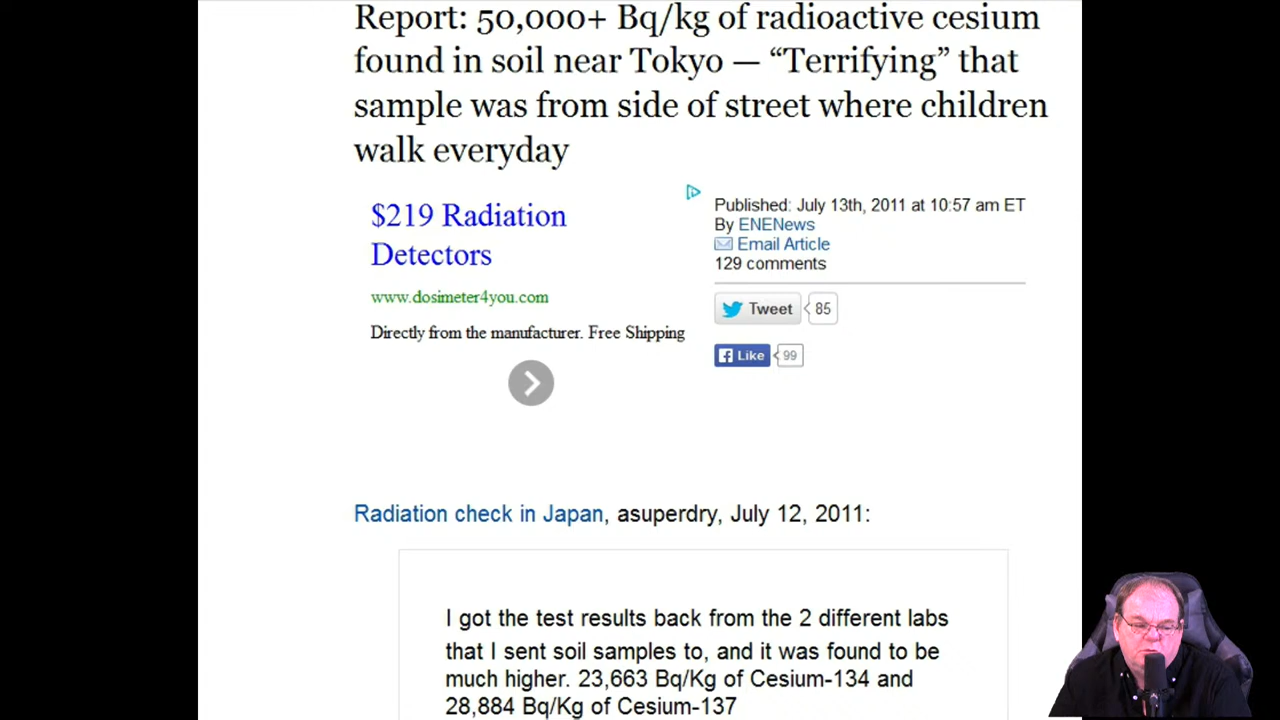 Report: 50,000+ Bq/kg of radioactive cesium
found in soil near Tokyo — “Terrifying” that
sample was from side of street where children
walk everyday
$219 Radiation
Detectors
www.dosimeter4you.com
Directly from the manufacturer. Free Shipping
Published: July 13th, 2011 at 10:57 am ET
By ENENews
Email Article
129 comments
Tweet 85
Like 99
Radiation check in Japan, asuperdry, July 12, 2011:
I got the test results back from the 2 different labs
that I sent soil samples to, and it was found to be
much higher. 23,663 Bq/Kg of Cesium-134 and
28,884 Bq/Kg of Cesium-137